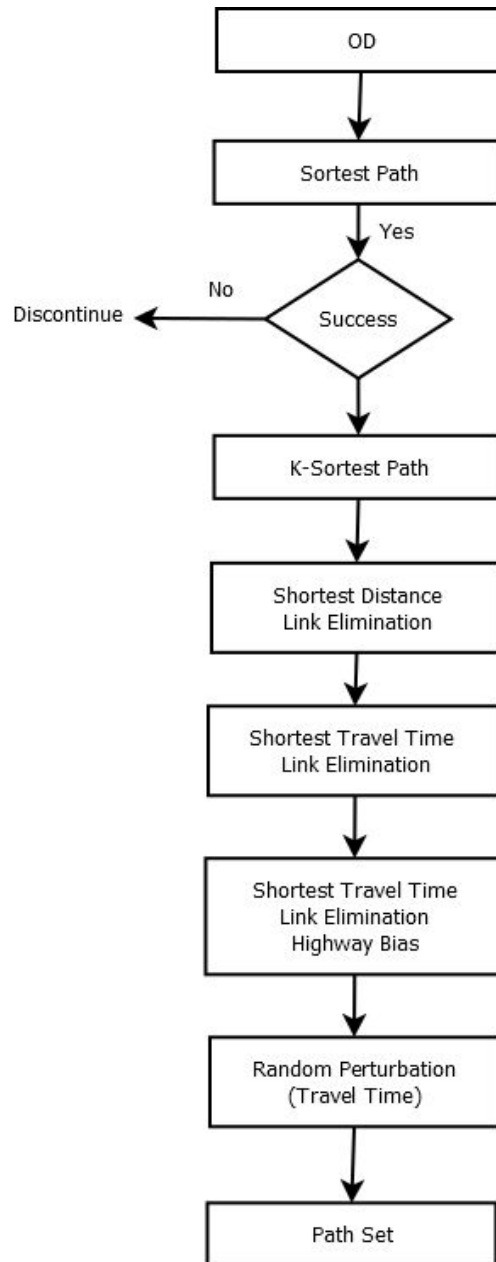 OD
Sortest Path
Yes
No
Discontinue
Success
K-Sortest Path
Shortest Distance
Link Elimination
Shortest Travel Time
Link Elimination
Shortest Travel Time
Link Elimination
Highway Bias
Random Perturbation
(Travel Time)
Path Set